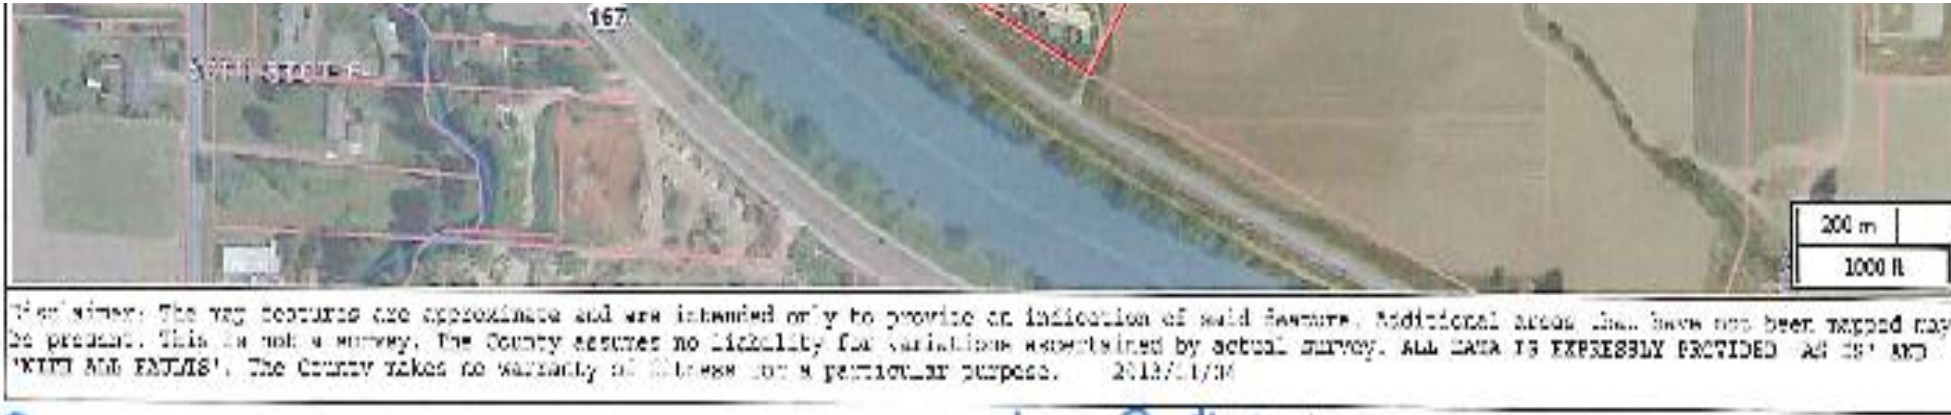 167
200 m
1000 ft
Disclaimer: The map features are approximate and are intended only to provide an indication of said feature. Additional areas that have not been mapped may
be present. This is not a survey. The County assumes no liability for variations ascertained by actual survey. ALL DATA IS EXPRESSLY PROVIDED 'AS IS' AND
'WITH ALL FAULTS'. The County makes no warranty of fitness for a particular purpose.